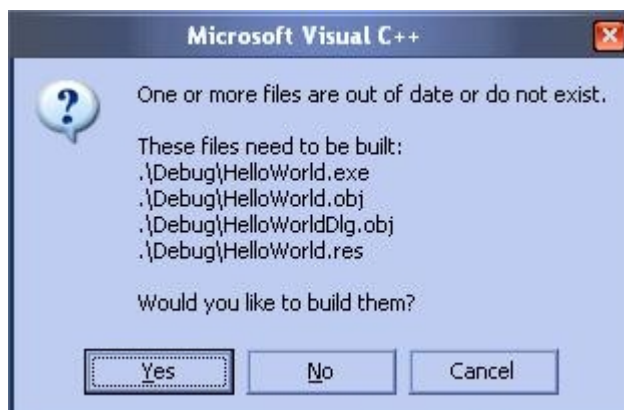 Microsoft Visual C++
One or more files are out of date or do not exist.
These files need to be built:
.\Debug\HelloWorld.exe
.\Debug\HelloWorld.obj
.\Debug\HelloWorldDlg.obj
.\Debug\HelloWorld.res
Would you like to build them?
Yes No Cancel